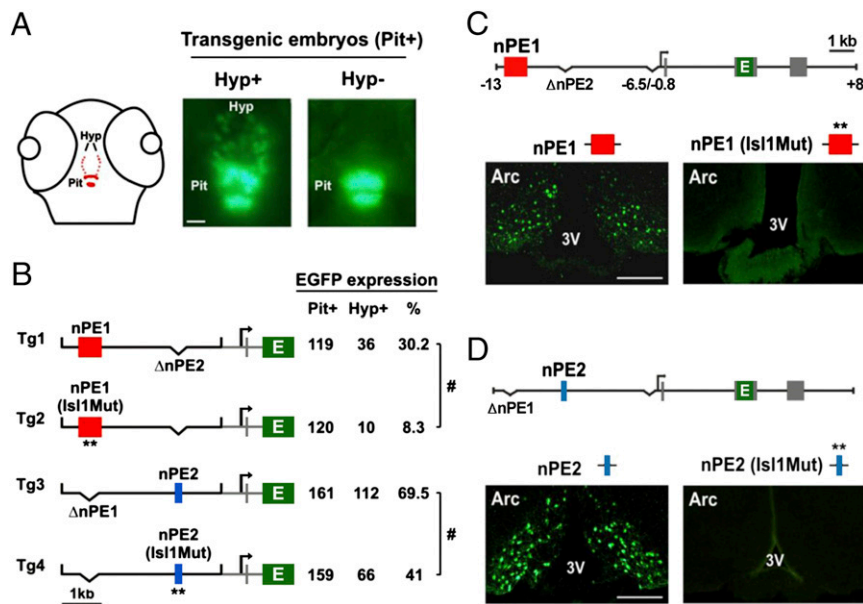 A
Transgenic embryos (Pit+)
Hyp+ Hyp-
Hyp
Hyp
Pit
Pit
Pit
B
EGFP expression
Pit+ Hyp+ %
Tg1 nPE1 ΔnPE2 E 119 36 30.2
#
Tg2 nPE1 (Isl1Mut) ** E 120 10 8.3
Tg3 ΔnPE1 nPE2 E 161 112 69.5
#
Tg4 nPE2 (Isl1Mut) ** E 159 66 41
1kb
C
nPE1
1 kb
E
-13 ΔnPE2 -6.5/-0.8 +8
**
nPE1 nPE1 (Isl1Mut)
Arc 3V
Arc 3V
D
nPE2
E
ΔnPE1
**
nPE2 nPE2 (Isl1Mut)
Arc 3V
Arc 3V